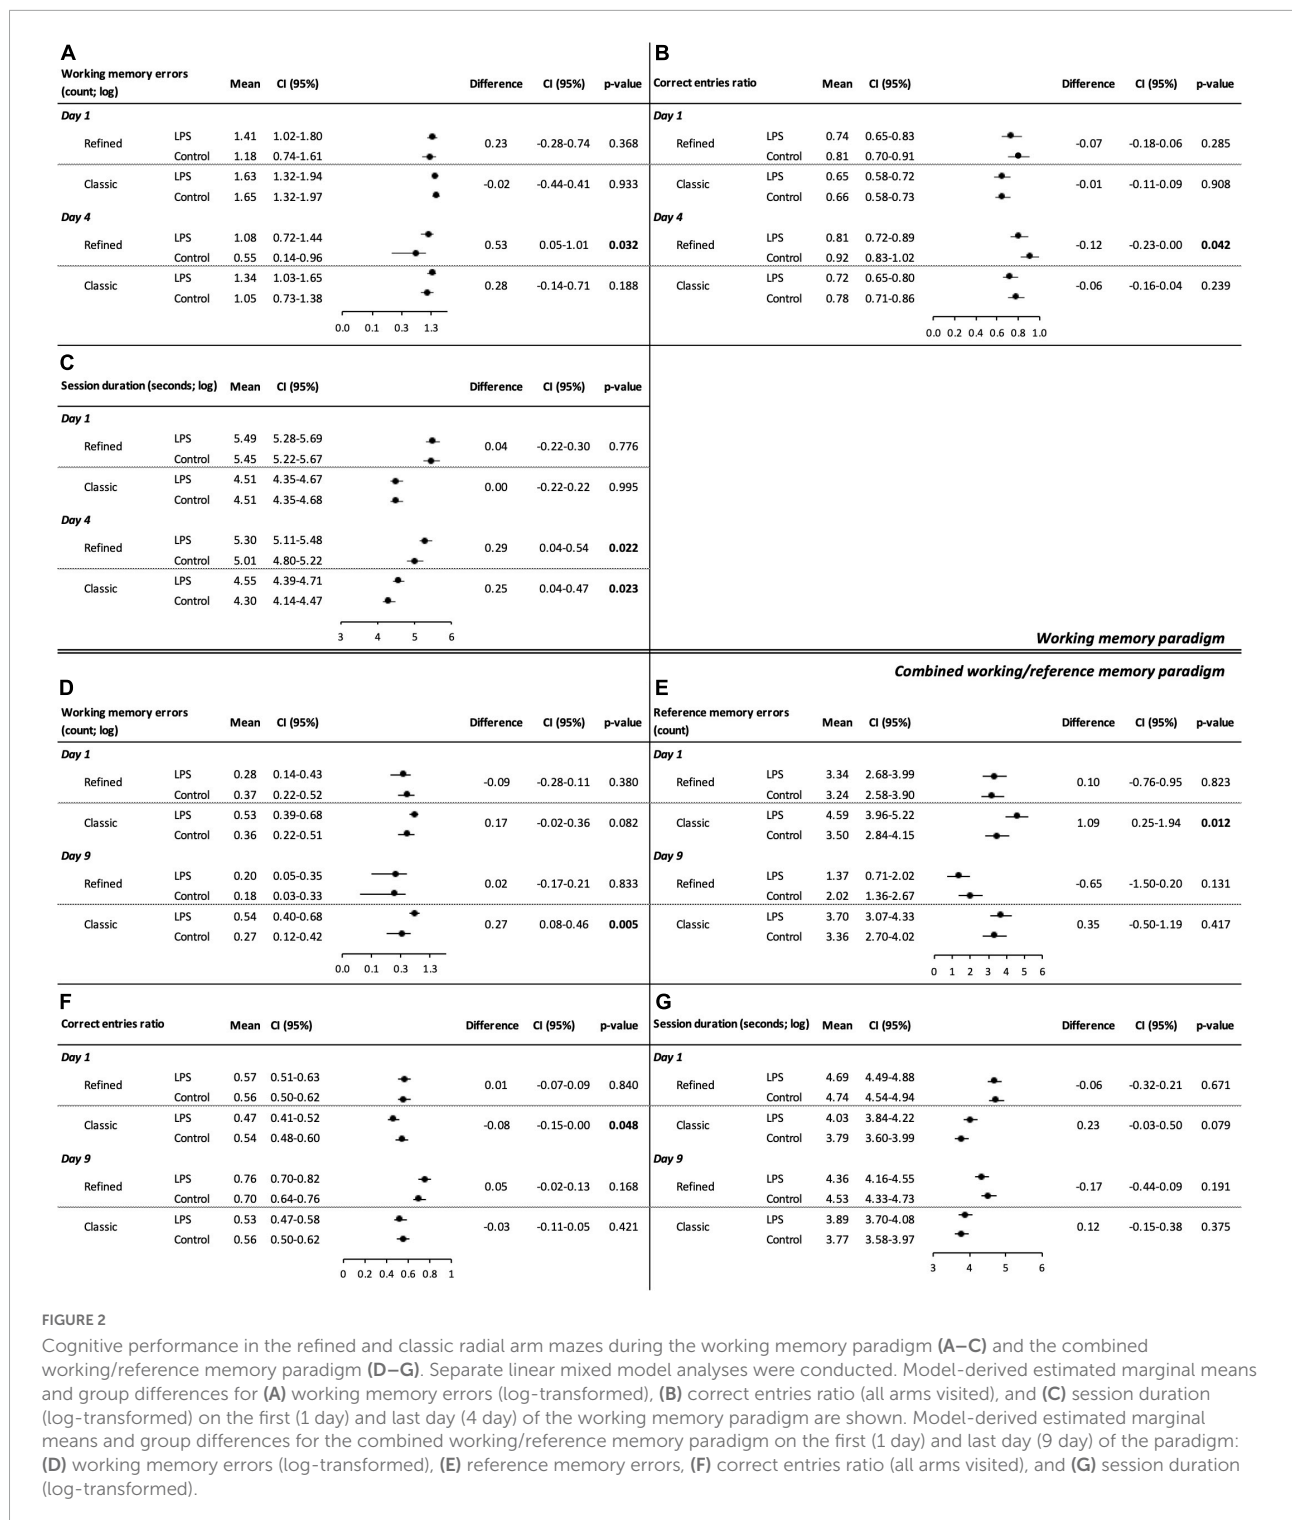 A
Working memory errors
(count; log) Mean CI (95%) Difference CI (95%) p-value
Day 1
Refined LPS 1.41 1.02-1.80 0.23 -0.28-0.74 0.368
Control 1.18 0.74-1.61
Classic LPS 1.63 1.32-1.94 -0.02 -0.44-0.41 0.933
Control 1.65 1.32-1.97
Day 4
Refined LPS 1.08 0.72-1.44 0.53 0.05-1.01 0.032
Control 0.55 0.14-0.96
Classic LPS 1.34 1.03-1.65 0.28 -0.14-0.71 0.188
Control 1.05 0.73-1.38
0.0 0.1 0.3 1.3
B
Correct entries ratio Mean CI (95%) Difference CI (95%) p-value
Day 1
Refined LPS 0.74 0.65-0.83 -0.07 -0.18-0.06 0.285
Control 0.81 0.70-0.91
Classic LPS 0.65 0.58-0.72 -0.01 -0.11-0.09 0.908
Control 0.66 0.58-0.73
Day 4
Refined LPS 0.81 0.72-0.89 -0.12 -0.23-0.00 0.042
Control 0.92 0.83-1.02
Classic LPS 0.72 0.65-0.80 -0.06 -0.16-0.04 0.239
Control 0.78 0.71-0.86
0.0 0.2 0.4 0.6 0.8 1.0
C
Session duration (seconds; log) Mean CI (95%) Difference CI (95%) p-value
Day 1
Refined LPS 5.49 5.28-5.69 0.04 -0.22-0.30 0.776
Control 5.45 5.22-5.67
Classic LPS 4.51 4.35-4.67 0.00 -0.22-0.22 0.995
Control 4.51 4.35-4.68
Day 4
Refined LPS 5.30 5.11-5.48 0.29 0.04-0.54 0.022
Control 5.01 4.80-5.22
Classic LPS 4.55 4.39-4.71 0.25 0.04-0.47 0.023
Control 4.30 4.14-4.47
3 4 5 6
Working memory paradigm
Combined working/reference memory paradigm
D
Working memory errors
(count; log) Mean CI (95%) Difference CI (95%) p-value
Day 1
Refined LPS 0.28 0.14-0.43 -0.09 -0.28-0.11 0.380
Control 0.37 0.22-0.52
Classic LPS 0.53 0.39-0.68 0.17 -0.02-0.36 0.082
Control 0.36 0.22-0.51
Day 9
Refined LPS 0.20 0.05-0.35 0.02 -0.17-0.21 0.833
Control 0.18 0.03-0.33
Classic LPS 0.54 0.40-0.68 0.27 0.08-0.46 0.005
Control 0.27 0.12-0.42
0.0 0.1 0.3 1.3
E
Reference memory errors
(count) Mean CI (95%) Difference CI (95%) p-value
Day 1
Refined LPS 3.34 2.68-3.99 0.10 -0.76-0.95 0.823
Control 3.24 2.58-3.90
Classic LPS 4.59 3.96-5.22 1.09 0.25-1.94 0.012
Control 3.50 2.84-4.15
Day 9
Refined LPS 1.37 0.71-2.02 -0.65 -1.50-0.20 0.131
Control 2.02 1.36-2.67
Classic LPS 3.70 3.07-4.33 0.35 -0.50-1.19 0.417
Control 3.36 2.70-4.02
0 1 2 3 4 5 6
F
Correct entries ratio Mean CI (95%) Difference CI (95%) p-value
Day 1
Refined LPS 0.57 0.51-0.63 0.01 -0.07-0.09 0.840
Control 0.56 0.50-0.62
Classic LPS 0.47 0.41-0.52 -0.08 -0.15-0.00 0.048
Control 0.54 0.48-0.60
Day 9
Refined LPS 0.76 0.70-0.82 0.05 -0.02-0.13 0.168
Control 0.70 0.64-0.76
Classic LPS 0.53 0.47-0.58 -0.03 -0.11-0.05 0.421
Control 0.56 0.50-0.62
0 0.2 0.4 0.6 0.8 1
G
Session duration (seconds; log) Mean CI (95%) Difference CI (95%) p-value
Day 1
Refined LPS 4.69 4.49-4.88 -0.06 -0.32-0.21 0.671
Control 4.74 4.54-4.94
Classic LPS 4.03 3.84-4.22 0.23 -0.03-0.50 0.079
Control 3.79 3.60-3.99
Day 9
Refined LPS 4.36 4.16-4.55 -0.17 -0.44-0.09 0.191
Control 4.53 4.33-4.73
Classic LPS 3.89 3.70-4.08 0.12 -0.15-0.38 0.375
Control 3.77 3.58-3.97
3 4 5 6
FIGURE 2
Cognitive performance in the refined and classic radial arm mazes during the working memory paradigm (A–C) and the combined
working/reference memory paradigm (D–G). Separate linear mixed model analyses were conducted. Model-derived estimated marginal means
and group differences for (A) working memory errors (log-transformed), (B) correct entries ratio (all arms visited), and (C) session duration
(log-transformed) on the first (1 day) and last day (4 day) of the working memory paradigm are shown. Model-derived estimated marginal
means and group differences for the combined working/reference memory paradigm on the first (1 day) and last day (9 day) of the paradigm:
(D) working memory errors (log-transformed), (E) reference memory errors, (F) correct entries ratio (all arms visited), and (G) session duration
(log-transformed).